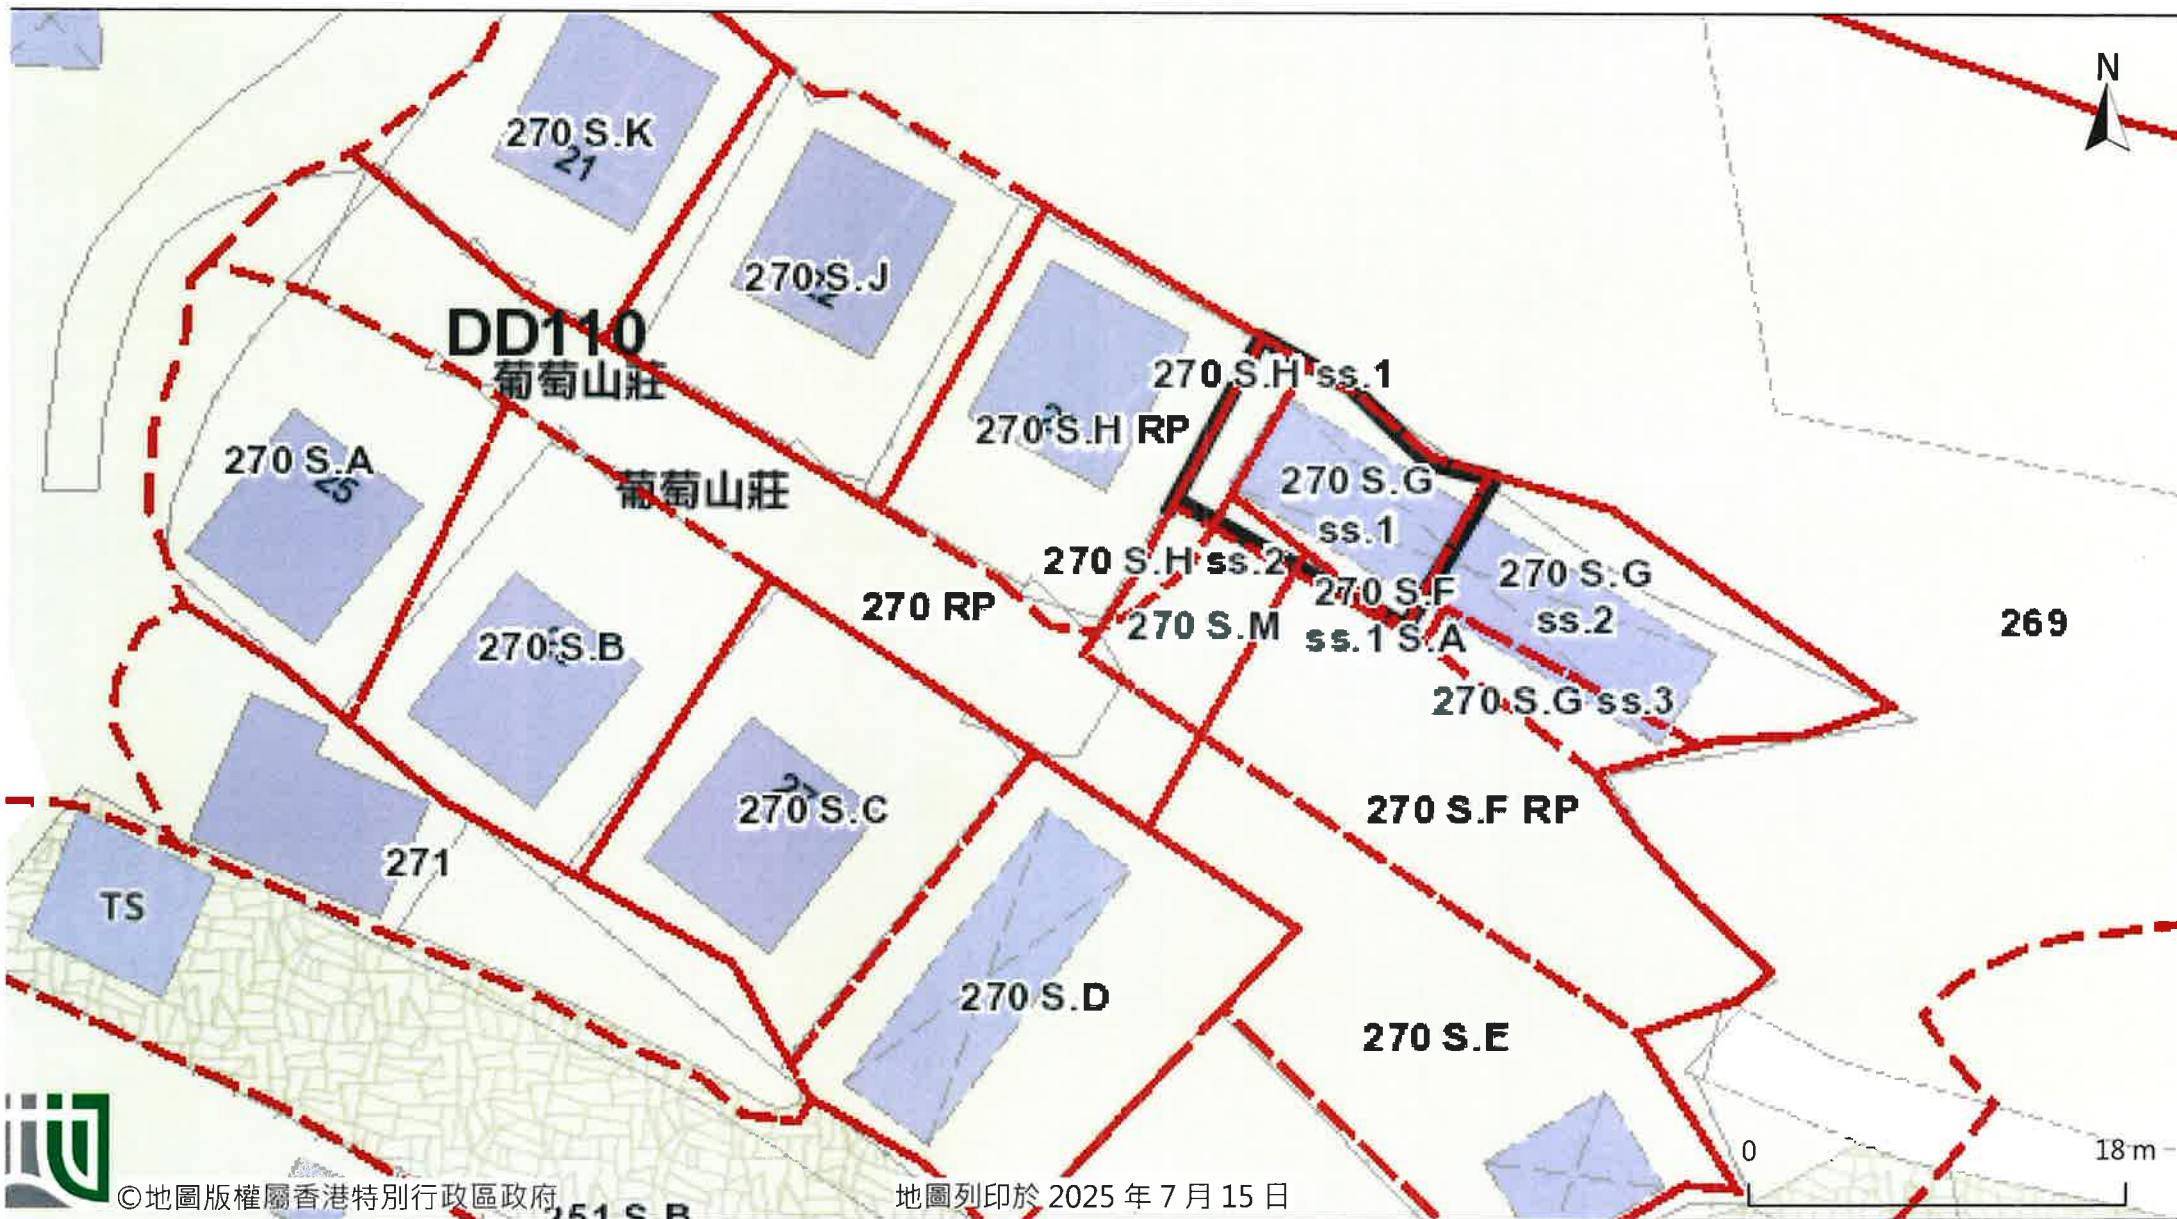 N
270 S.K
21
270 S.J
DD110
葡萄山莊
270 S.H ss.1
270 S.H RP
270 S.A
25
葡萄山莊
270 S.G
ss.1
270 S.H ss.2
270 RP
270 S.M
270 S.F
ss.1 S.A
270 S.G
ss.2
269
270 S.B
270 S.G ss.3
270 S.C
27
270 S.F RP
271
TS
270 S.D
270 S.E
0
18 m
©地圖版權屬香港特別行政區政府
地圖列印於 2025 年 7 月 15 日
251 S.B